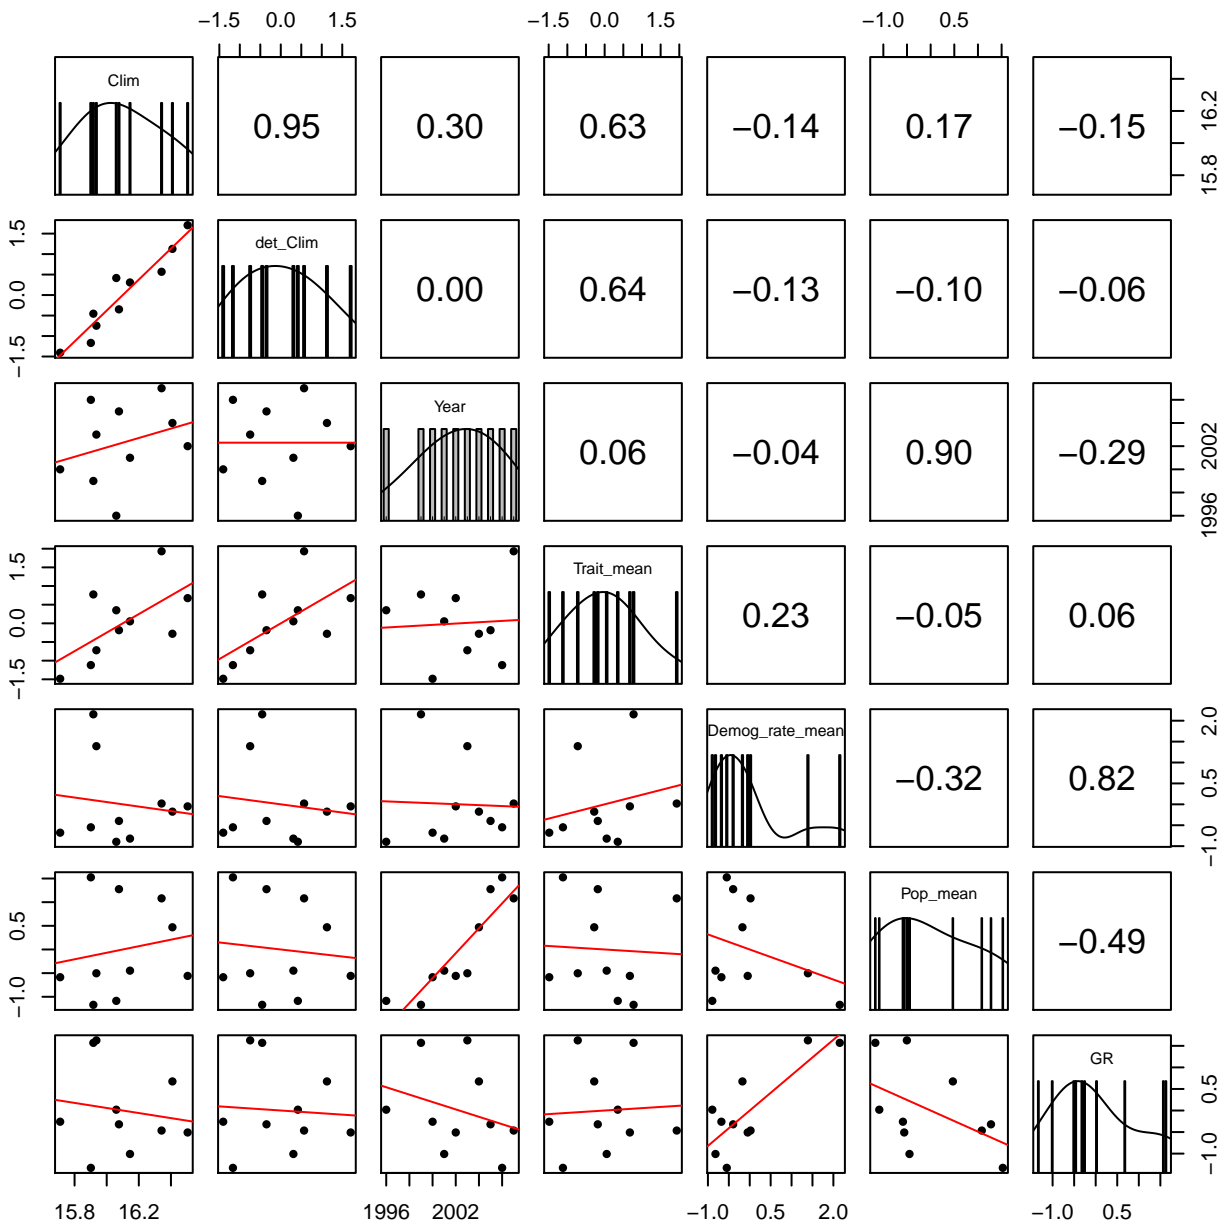 −1.5 0.0 1.5 −1.5 0.0 1.5 −1.0 0.5
Clim 0.95 0.30 0.63 −0.14 0.17 −0.15
15.8 16.2
−1.5 0.0 1.5
det_Clim 0.00 0.64 −0.13 −0.10 −0.06
Year 0.06 −0.04 0.90 −0.29
1996 2002
−1.5 0.0 1.5
Trait_mean 0.23 −0.05 0.06
Demog_rate_mean −0.32 0.82
−1.0 0.5 2.0
−1.0 0.5
Pop_mean −0.49
GR
−1.0 0.5
15.8 16.2 1996 2002 −1.0 0.5 2.0 −1.0 0.5